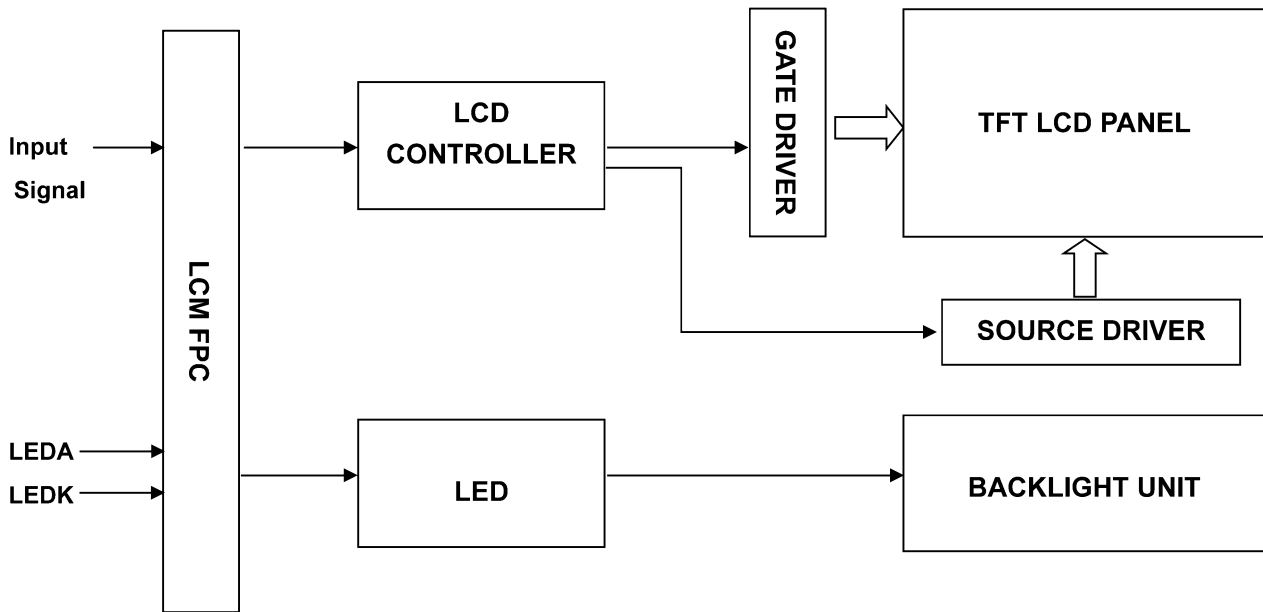 Input
Signal
LEDA
LEDK
LCM FPC
LCD
CONTROLLER
LED
GATE DRIVER
TFT LCD PANEL
SOURCE DRIVER
BACKLIGHT UNIT